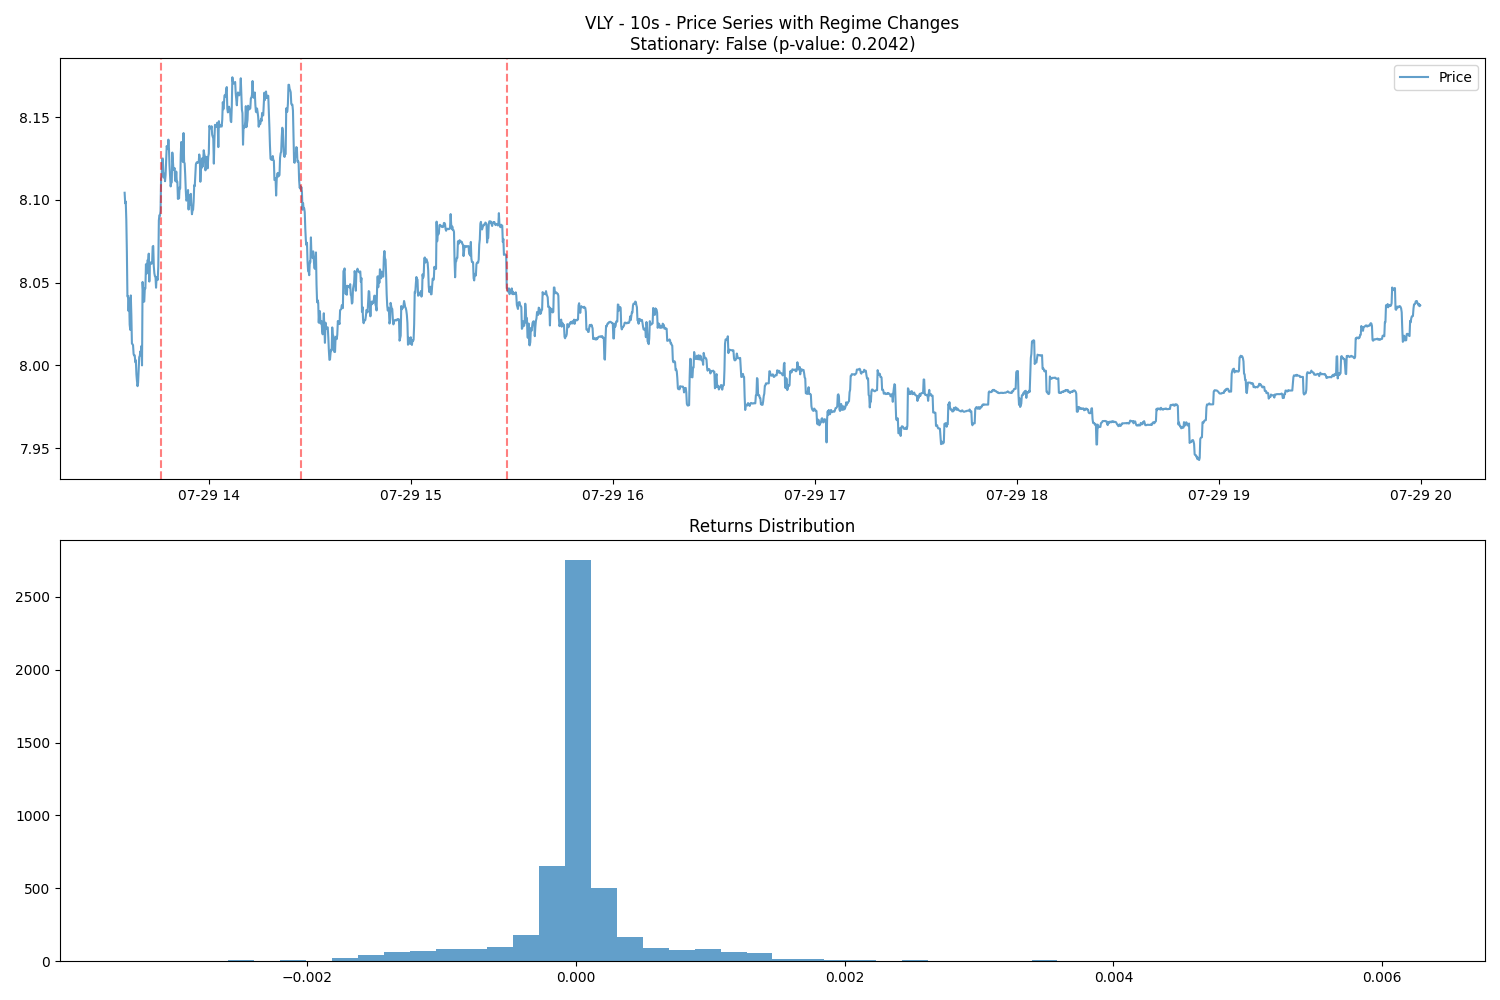 VLY - 10s - Price Series with Regime Changes
Stationary: False (p-value: 0.2042)
Price
8.15
8.10
8.05
8.00
7.95
07-29 14 07-29 15 07-29 16 07-29 17 07-29 18 07-29 19 07-29 20
Returns Distribution
2500
2000
1500
1000
500
0
−0.002 0.000 0.002 0.004 0.006